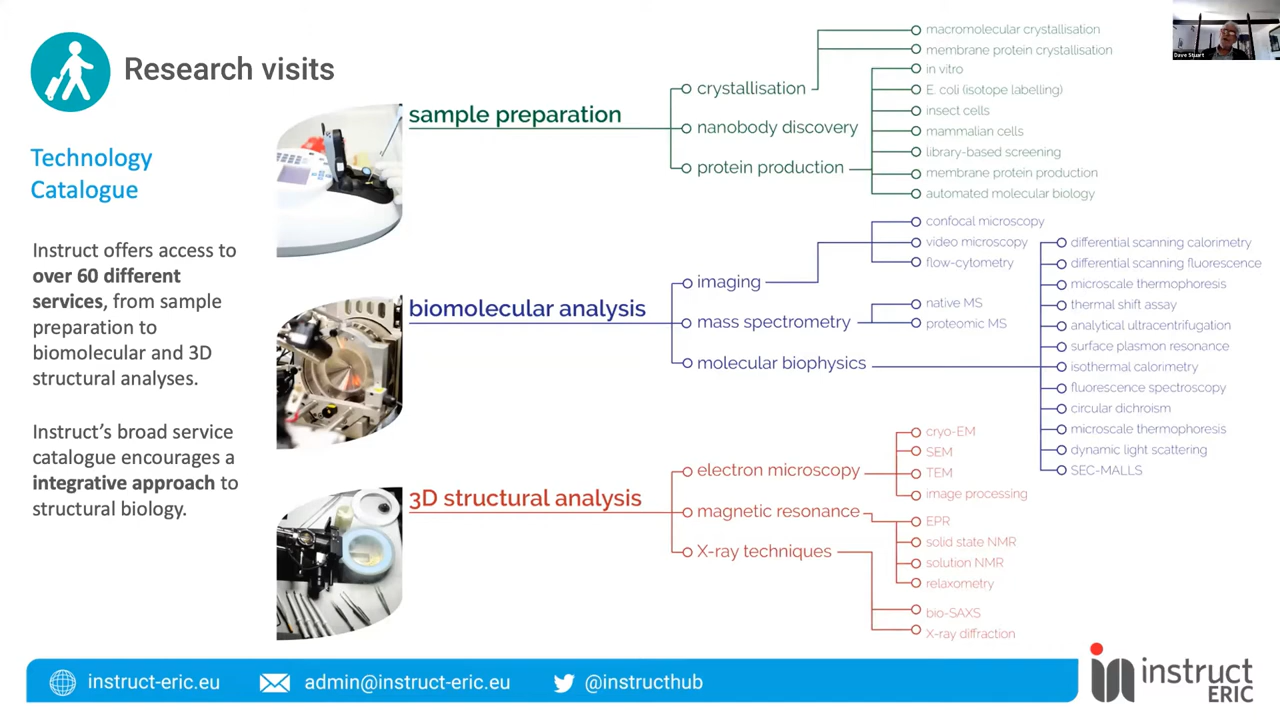 Research visits
Technology
Catalogue
Instruct offers access to
over 60 different
services, from sample
preparation to
biomolecular and 3D
structural analyses.
Instruct’s broad service
catalogue encourages a
integrative approach to
structural biology.
sample preparation
crystallisation
macromolecular crystallisation
membrane protein crystallisation
nanobody discovery
protein production
in vitro
E. coli (isotope labelling)
insect cells
mammalian cells
library-based screening
membrane protein production
automated molecular biology
biomolecular analysis
imaging
confocal microscopy
video microscopy
flow-cytometry
mass spectrometry
native MS
proteomic MS
molecular biophysics
differential scanning calorimetry
differential scanning fluorescence
microscale thermophoresis
thermal shift assay
analytical ultracentrifugation
surface plasmon resonance
isothermal calorimetry
fluorescence spectroscopy
circular dichroism
microscale thermophoresis
dynamic light scattering
SEC-MALLS
3D structural analysis
electron microscopy
cryo-EM
SEM
TEM
image processing
magnetic resonance
EPR
solid state NMR
solution NMR
relaxometry
X-ray techniques
bio-SAXS
X-ray diffraction
instruct-eric.eu
admin@instruct-eric.eu
@instructhub
instruct
ERIC
Dave Stuart